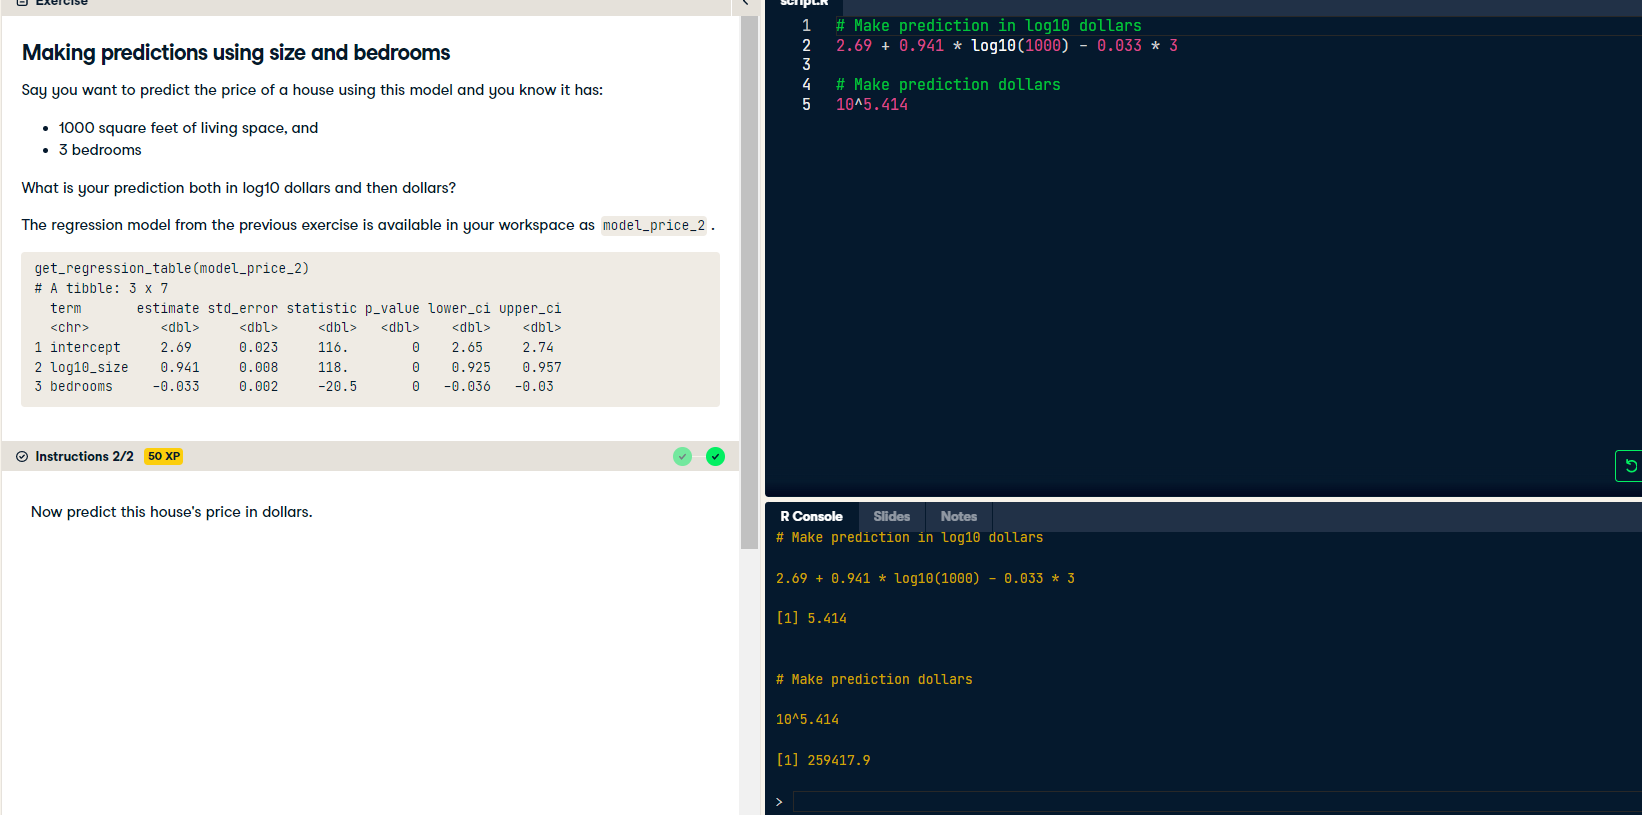 Exercise
Making predictions using size and bedrooms
Say you want to predict the price of a house using this model and you know it has:
• 1000 square feet of living space, and
• 3 bedrooms
What is your prediction both in log10 dollars and then dollars?
The regression model from the previous exercise is available in your workspace as model_price_2 .
get_regression_table(model_price_2)
# A tibble: 3 x 7
term estimate std_error statistic p_value lower_ci upper_ci
<chr> <dbl> <dbl> <dbl> <dbl> <dbl> <dbl>
1 intercept 2.69 0.023 116. 0 2.65 2.74
2 log10_size 0.941 0.008 118. 0 0.925 0.957
3 bedrooms -0.033 0.002 -20.5 0 -0.036 -0.03
Instructions 2/2 50 XP
Now predict this house's price in dollars.
script.R
1 # Make prediction in log10 dollars
2 2.69 + 0.941 * log10(1000) - 0.033 * 3
3
4 # Make prediction dollars
5 10^5.414
R Console Slides Notes
# Make prediction in log10 dollars
2.69 + 0.941 * log10(1000) - 0.033 * 3
[1] 5.414
# Make prediction dollars
10^5.414
[1] 259417.9
>